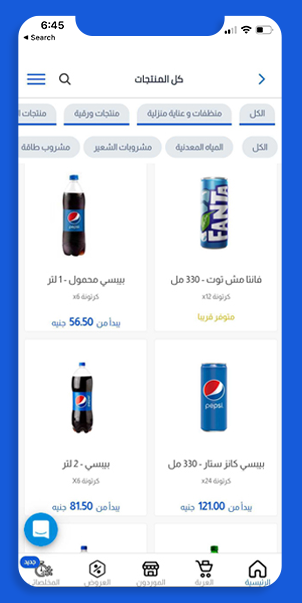 6:45
◀ Search
كل المنتجات
الكل
منظفات و عناية منزلية
منتجات ورقية
منتجات ا
الكل
المياه المعدنية
مشروبات الشعير
مشروب طاقة
FANTA
فانتا مش توت - 330 مل
كرتونة x12
متوفر قريبا
بيبسي محمول - 1 لتر
كرتونة x6
يبدأ من 56.50 جنيه
pepsi
بيبسي كانز ستار - 330 مل
كرتونة x24
يبدأ من 121.00 جنيه
بيبسي - 2 لتر
كرتونة X6
يبدأ من 81.50 جنيه
الرئيسية
العربة
الموردون
العروض
المخلصات
جديد